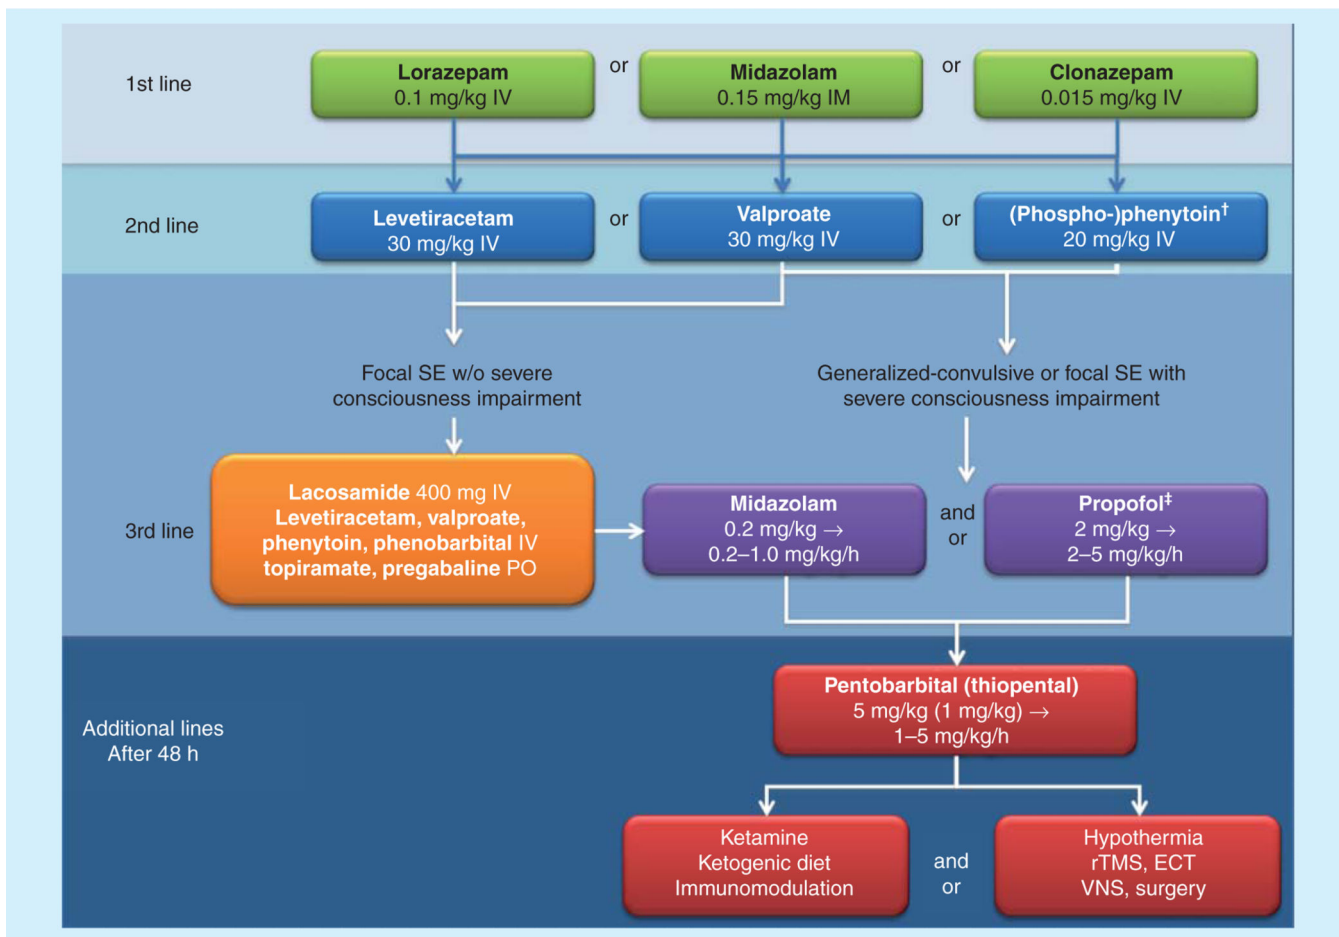 1st line
Lorazepam
0.1 mg/kg IV
or
Midazolam
0.15 mg/kg IM
or
Clonazepam
0.015 mg/kg IV
2nd line
Levetiracetam
30 mg/kg IV
or
Valproate
30 mg/kg IV
or
(Phospho-)phenytoin†
20 mg/kg IV
Focal SE w/o severe
consciousness impairment
Generalized-convulsive or focal SE with
severe consciousness impairment
3rd line
Lacosamide 400 mg IV
Levetiracetam, valproate,
phenytoin, phenobarbital IV
topiramate, pregabaline PO
Midazolam
0.2 mg/kg →
0.2–1.0 mg/kg/h
and
or
Propofol‡
2 mg/kg →
2–5 mg/kg/h
Additional lines
After 48 h
Pentobarbital (thiopental)
5 mg/kg (1 mg/kg) →
1–5 mg/kg/h
Ketamine
Ketogenic diet
Immunomodulation
and
or
Hypothermia
rTMS, ECT
VNS, surgery